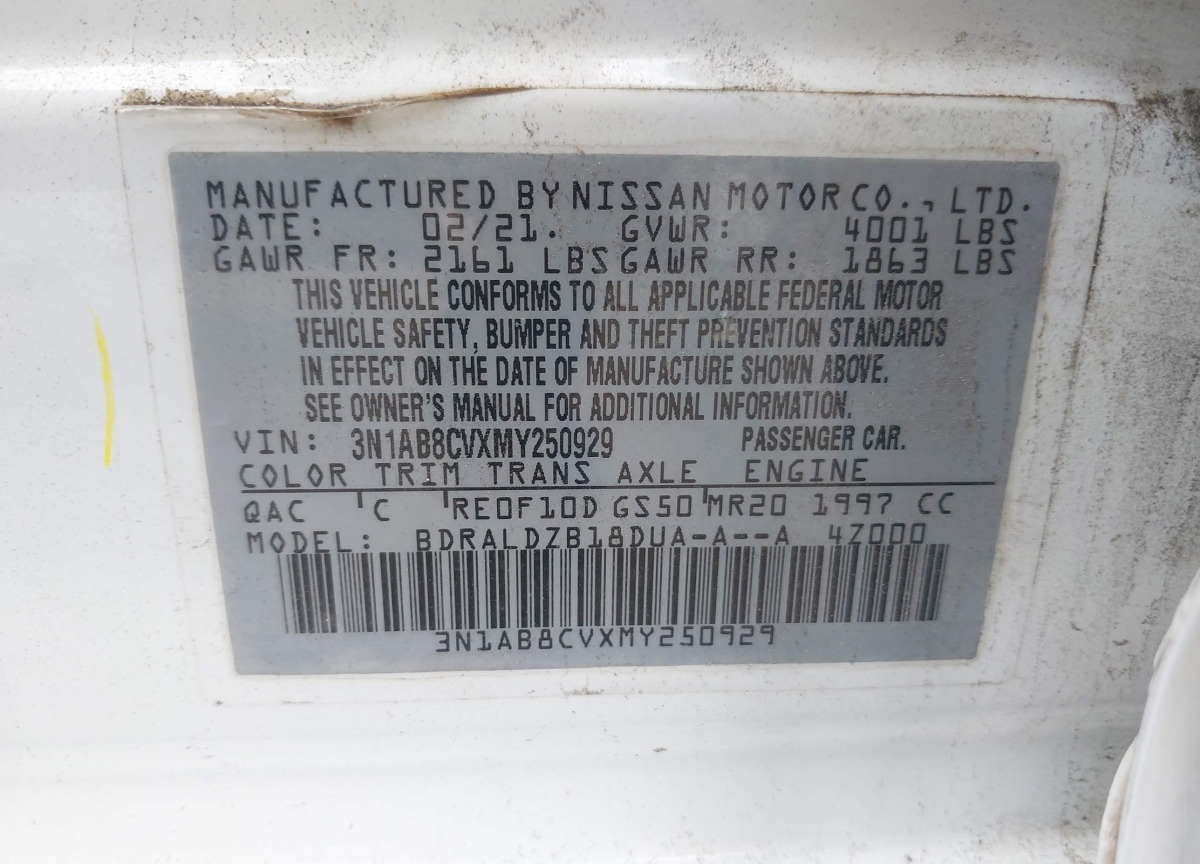 MANUFACTURED BY NISSAN MOTOR CO., LTD.
DATE: 02/21. GVWR: 4001 LBS
GAWR FR: 2161 LBS GAWR RR: 1863 LBS
THIS VEHICLE CONFORMS TO ALL APPLICABLE FEDERAL MOTOR
VEHICLE SAFETY, BUMPER AND THEFT PREVENTION STANDARDS
IN EFFECT ON THE DATE OF MANUFACTURE SHOWN ABOVE.
SEE OWNER'S MANUAL FOR ADDITIONAL INFORMATION.
VIN: 3N1AB8CVXMY250929 PASSENGER CAR.
COLOR TRIM TRANS AXLE ENGINE
QAC C RE0F10D GS50 MR20 1997 CC
MODEL: BDRALDZB18DUA-A--A 4Z000
3N1AB8CVXMY250929